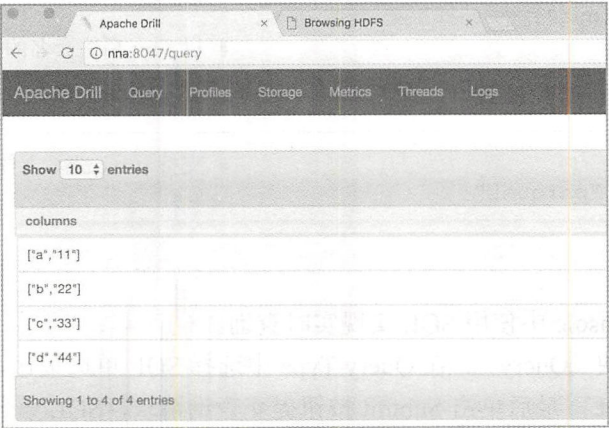 Apache Drill × Browsing HDFS ×
nna:8047/query
Apache Drill Query Profiles Storage Metrics Threads Logs
Show 10 entries
columns
["a","11"]
["b","22"]
["c","33"]
["d","44"]
Showing 1 to 4 of 4 entries